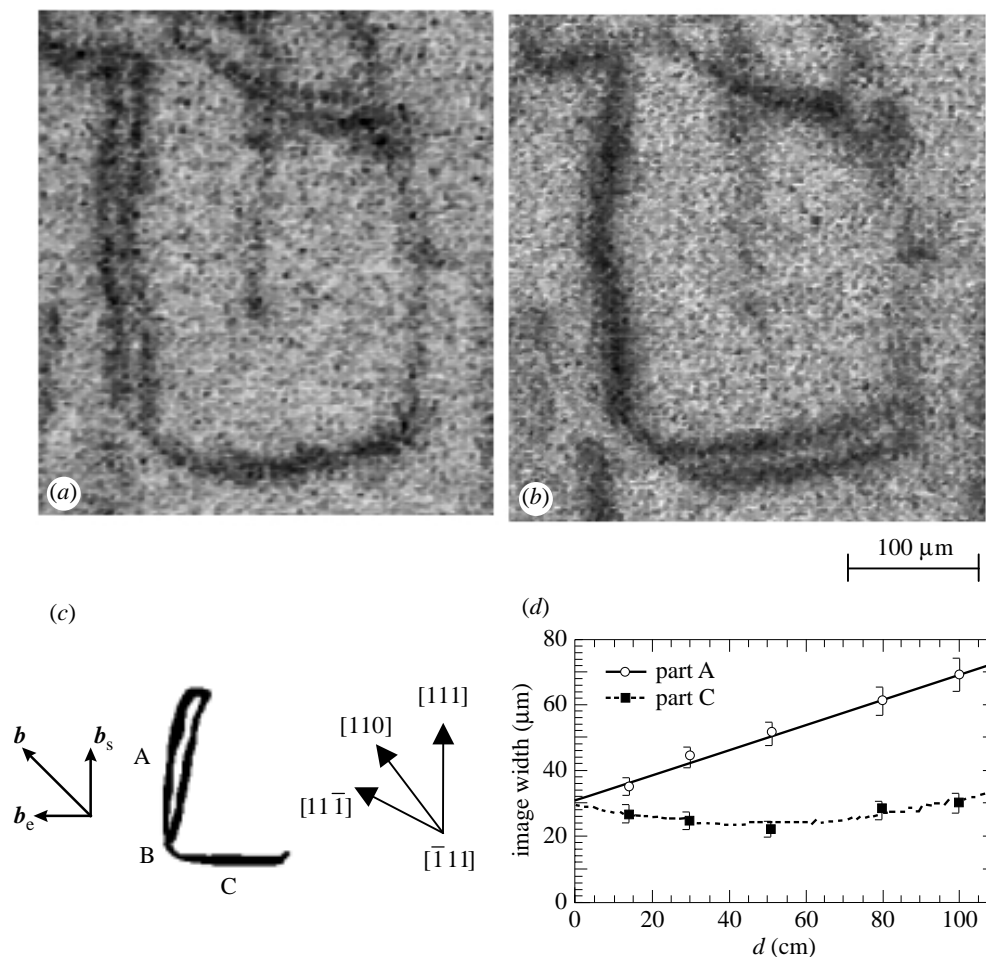 (a)
(b)
100 μm
(c)
(d)
b
b_s
b_e
A
B
C
[111]
[110]
[11 1̄]
[1̄11]
80
60
40
20
0
image width (μm)
part A
part C
0 20 40 60 80 100
d (cm)